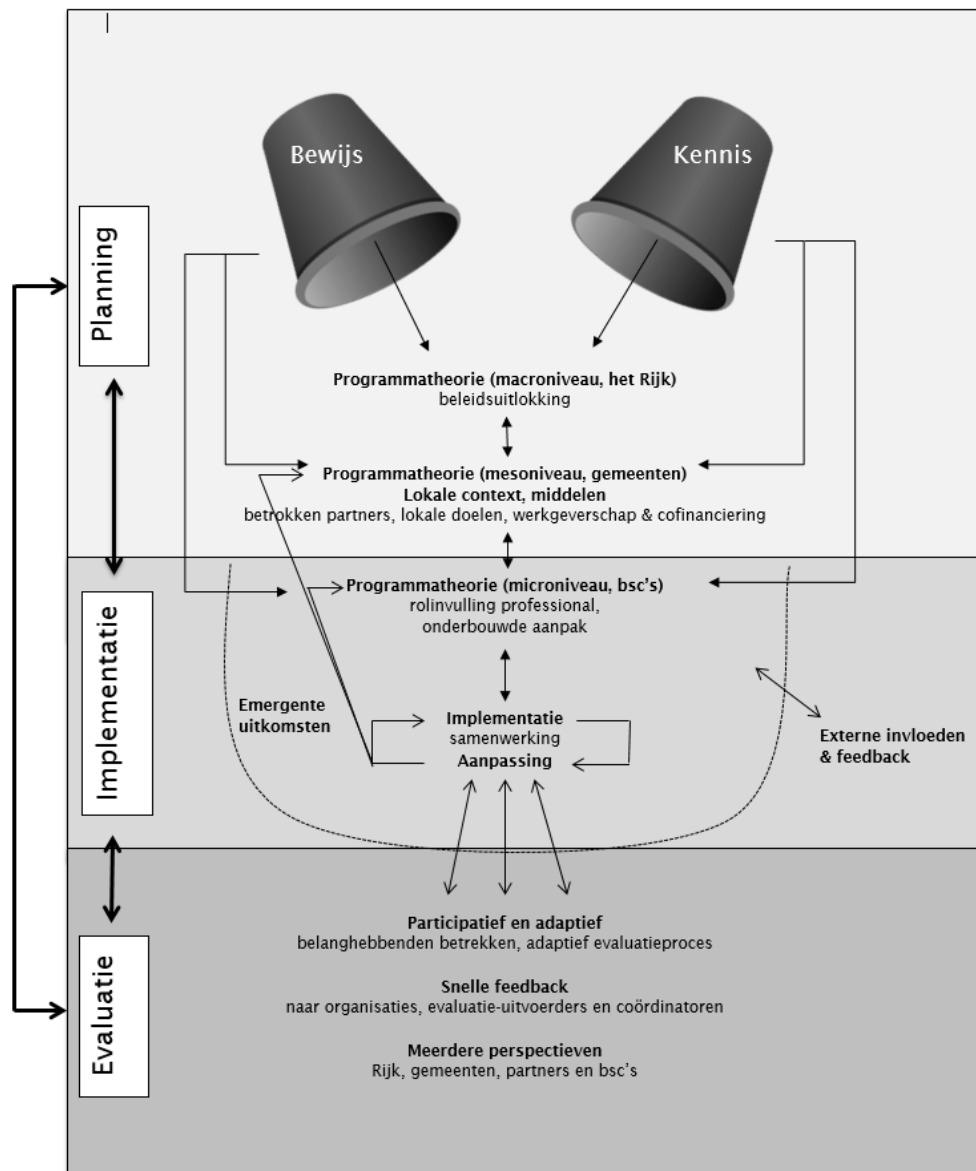 Bewijs
Kennis
Planning
Programmatheorie (macroniveau, het Rijk)
beleidsuitlokking
Programmatheorie (mesoniveau, gemeenten)
Lokale context, middelen
betrokken partners, lokale doelen, werkgeverschap & cofinanciering
Implementatie
Programmatheorie (microniveau, bsc's)
rolinvulling professional,
onderbouwde aanpak
Emergente
uitkomsten
Implementatie
samenwerking
Aanpassing
Externe invloeden
& feedback
Evaluatie
Participatief en adaptief
belanghebbenden betrekken, adaptief evaluatieproces
Snelle feedback
naar organisaties, evaluatie-uitvoerders en coördinatoren
Meerdere perspectieven
Rijk, gemeenten, partners en bsc's